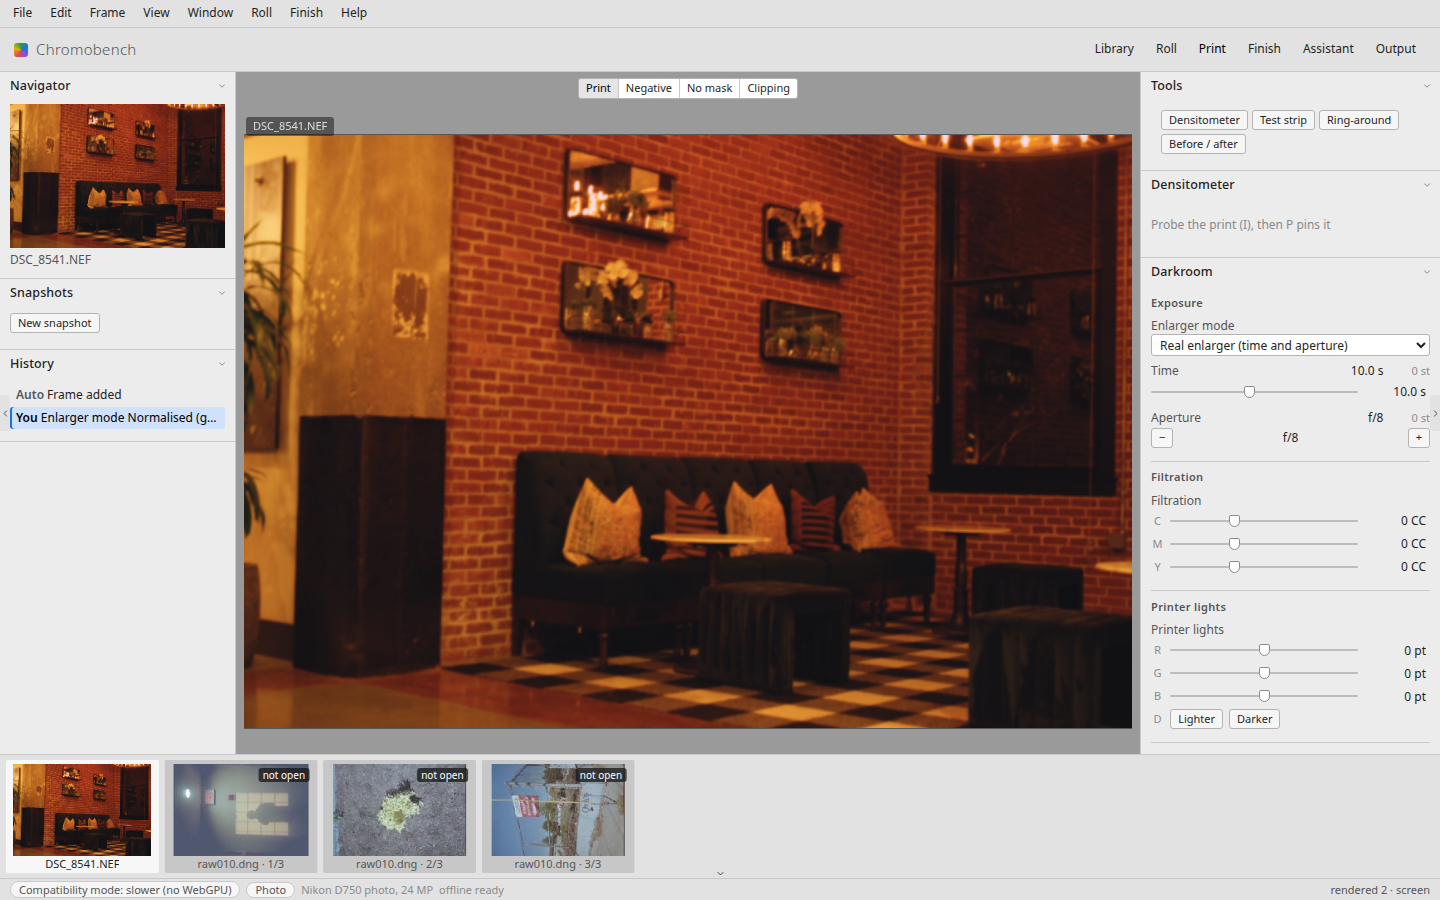 File Edit Frame View Window Roll Finish Help
Chromobench
Library Roll Print Finish Assistant Output
Navigator
DSC_8541.NEF
Snapshots
New snapshot
History
Auto Frame added
You Enlarger mode Normalised (g...
Print Negative No mask Clipping
DSC_8541.NEF
Tools
Densitometer Test strip Ring-around
Before / after
Densitometer
Probe the print (I), then P pins it
Darkroom
Exposure
Enlarger mode
Real enlarger (time and aperture)
Time 10.0 s 0 st
10.0 s
Aperture f/8 0 st
− f/8 +
Filtration
Filtration
C 0 CC
M 0 CC
Y 0 CC
Printer lights
Printer lights
R 0 pt
G 0 pt
B 0 pt
D Lighter Darker
not open not open not open
DSC_8541.NEF raw010.dng · 1/3 raw010.dng · 2/3 raw010.dng · 3/3
Compatibility mode: slower (no WebGPU) Photo Nikon D750 photo, 24 MP offline ready rendered 2 · screen